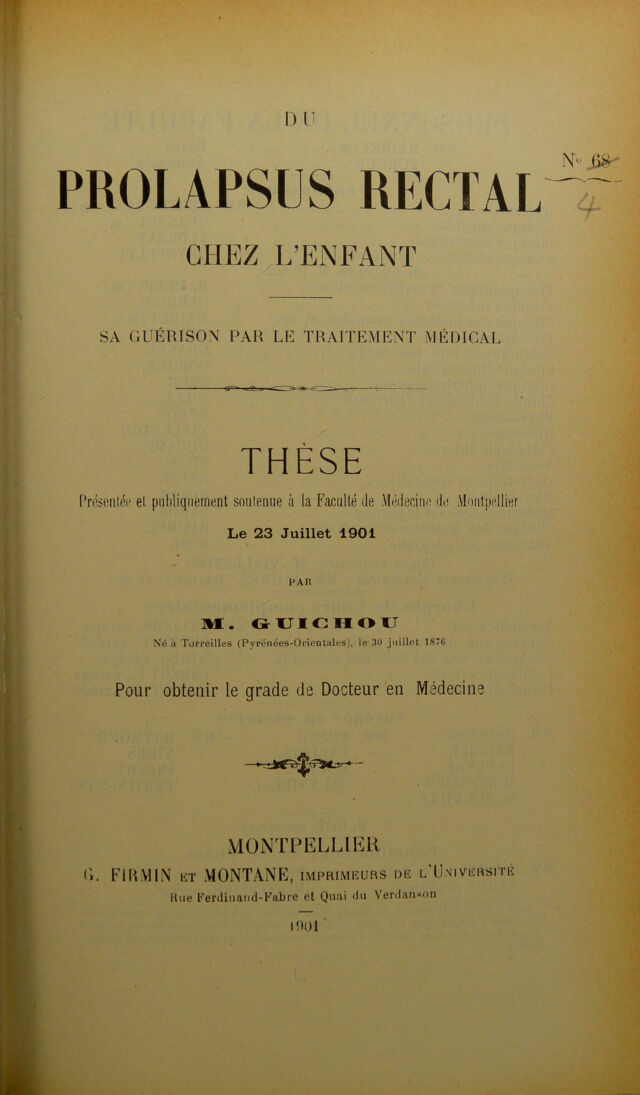 DU
N° 68
4
PROLAPSUS RECTAL
CHEZ L'ENFANT
SA GUÉRISON PAR LE TRAITEMENT MÉDICAL
THÈSE
Présentée et publiquement soutenue à la Faculté de Médecine de Montpellier
Le 23 Juillet 1901
PAR
M. GUICHOU
Né à Torreilles (Pyrénées-Orientales), le 30 juillet 1876
Pour obtenir le grade de Docteur en Médecine
MONTPELLIER
G. FIRMIN ET MONTANE, IMPRIMEURS DE L'UNIVERSITÉ
Rue Ferdinand-Fabre et Quai du Verdanson
1901